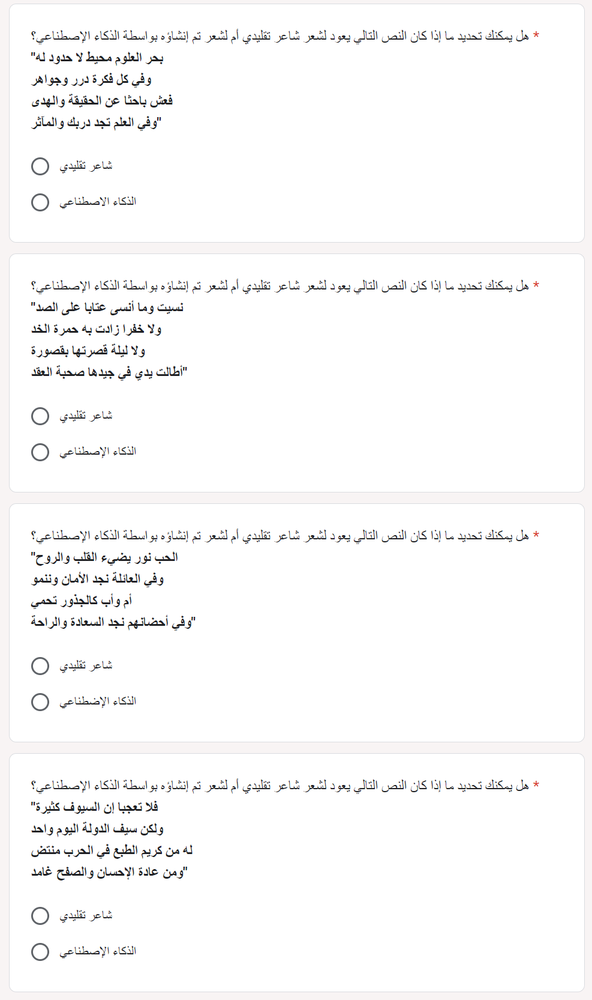 هل يمكنك تحديد ما إذا كان النص التالي يعود لشعر شاعر تقليدي أم لشعر تم إنشاؤه بواسطة الذكاء الإصطناعي؟ *
"بحر العلوم محيط لا حدود له
وفي كل فكرة درر وجواهر
فعش باحثا عن الحقيقة والهدى
وفي العلم تجد دربك والمآثر"
شاعر تقليدي
الذكاء الاصطناعي
هل يمكنك تحديد ما إذا كان النص التالي يعود لشعر شاعر تقليدي أم لشعر تم إنشاؤه بواسطة الذكاء الإصطناعي؟ *
"نسيت وما أنسى عتابا على الصد
ولا خفرا زادت به حمرة الخد
ولا ليلة قصرتها بقصورة
أطالت يدي في جيدها صحبة العقد"
شاعر تقليدي
الذكاء الإصطناعي
هل يمكنك تحديد ما إذا كان النص التالي يعود لشعر شاعر تقليدي أم لشعر تم إنشاؤه بواسطة الذكاء الإصطناعي؟ *
"الحب نور يضيء القلب والروح
وفي العائلة نجد الأمان وننمو
أم وأب كالجذور تحمي
وفي أحضانهم نجد السعادة والراحة"
شاعر تقليدي
الذكاء الإضطناعي
هل يمكنك تحديد ما إذا كان النص التالي يعود لشعر شاعر تقليدي أم لشعر تم إنشاؤه بواسطة الذكاء الإصطناعي؟ *
"فلا تعجبا إن السيوف كثيرة
ولكن سيف الدولة اليوم واحد
له من كريم الطبع في الحرب منتض
ومن عادة الإحسان والصفح غامد"
شاعر تقليدي
الذكاء الإصطناعي